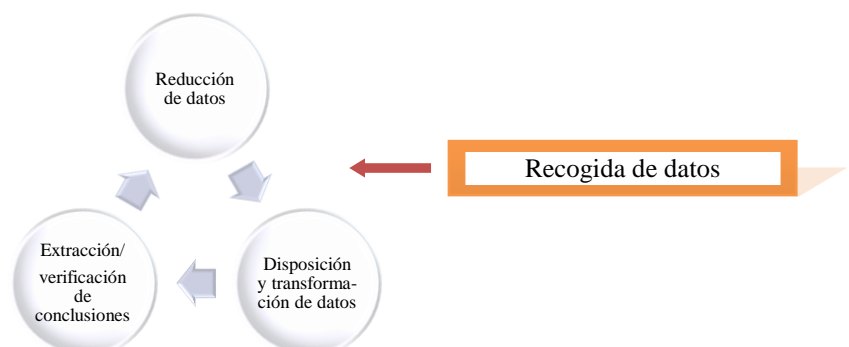 Reducción
de datos
Recogida de datos
Extracción/
verificación
de
conclusiones
Disposición
y transforma-
ción de datos